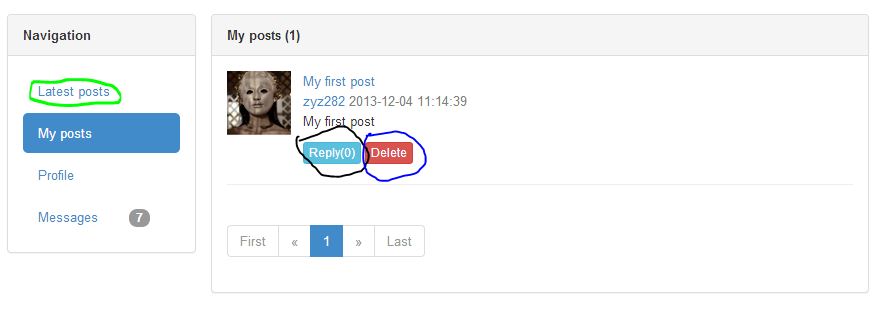 Navigation
Latest posts
My posts
Profile
Messages 7
My posts (1)
My first post
zyz282 2013-12-04 11:14:39
My first post
Reply(0) Delete
First « 1 » Last